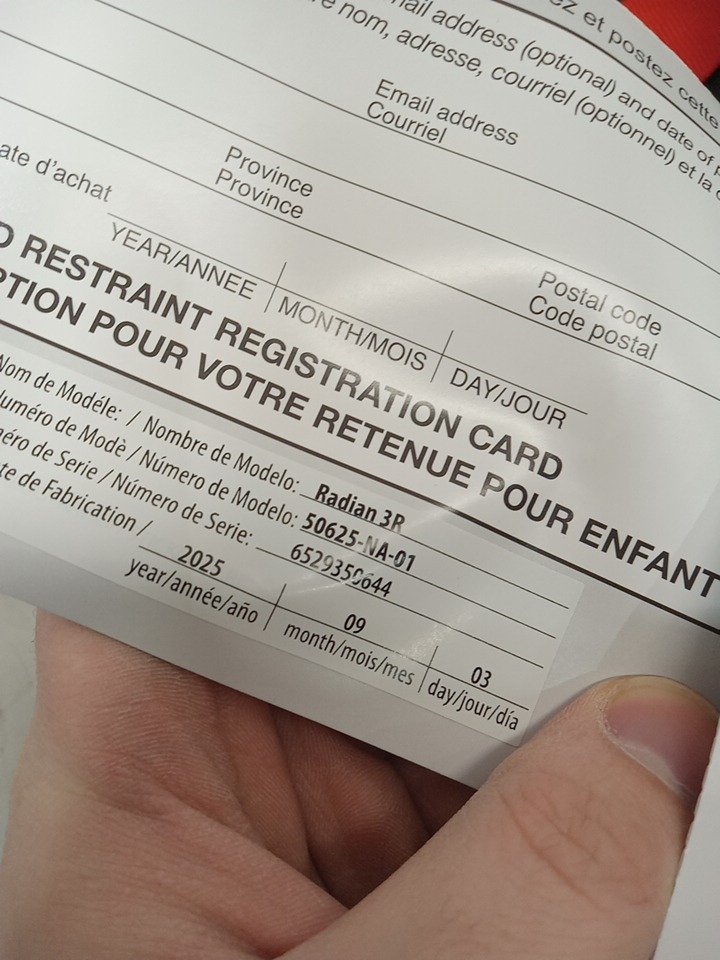 ez et postez cette
mail address (optional) and date of
re nom, adresse, courriel (optionnel) et la
Email address
Courriel
Province
Province
ate d'achat
YEAR/ANNEE
MONTH/MOIS
DAY/JOUR
Postal code
Code postal
D RESTRAINT REGISTRATION CARD
PTION POUR VOTRE RETENUE POUR ENFANT
Nom de Modéle: / Nombre de Modelo: Radian 3R
uméro de Modè / Número de Modelo: 50625-NA-01
éro de Serie / Número de Serie: 6529350644
te de Fabrication /
2025
09
03
year/année/año
month/mois/mes
day/jour/día